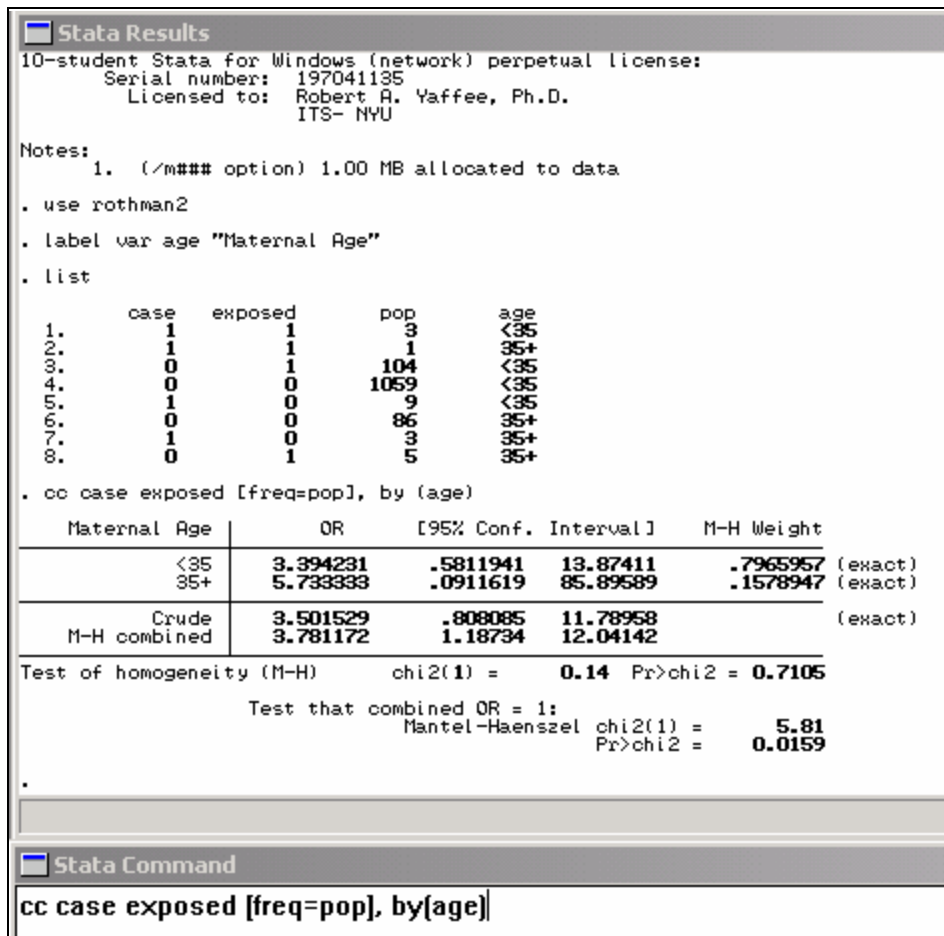 Stata Results
10-student Stata for Windows (network) perpetual license:
Serial number: 197041135
Licensed to: Robert A. Yaffee, Ph.D.
ITS- NYU
Notes:
1. (/m### option) 1.00 MB allocated to data
. use rothman2
. label var age "Maternal Age"
. list
case exposed pop age
1. 1 1 3 <35
2. 1 1 1 35+
3. 0 1 104 <35
4. 0 0 1059 <35
5. 1 0 9 <35
6. 0 0 86 35+
7. 1 0 3 35+
8. 0 1 5 35+
. cc case exposed [freq=pop], by (age)
Maternal Age | OR [95% Conf. Interval] M-H Weight
<35 | 3.394231 .5811941 13.87411 .7965957 (exact)
35+ | 5.733333 .0911619 85.89589 .1578947 (exact)
Crude | 3.501529 .808085 11.78958 (exact)
M-H combined | 3.781172 1.18734 12.04142
Test of homogeneity (M-H) chi2(1) = 0.14 Pr>chi2 = 0.7105
Test that combined OR = 1:
Mantel-Haenszel chi2(1) = 5.81
Pr>chi2 = 0.0159
.
Stata Command
cc case exposed [freq=pop], by(age)